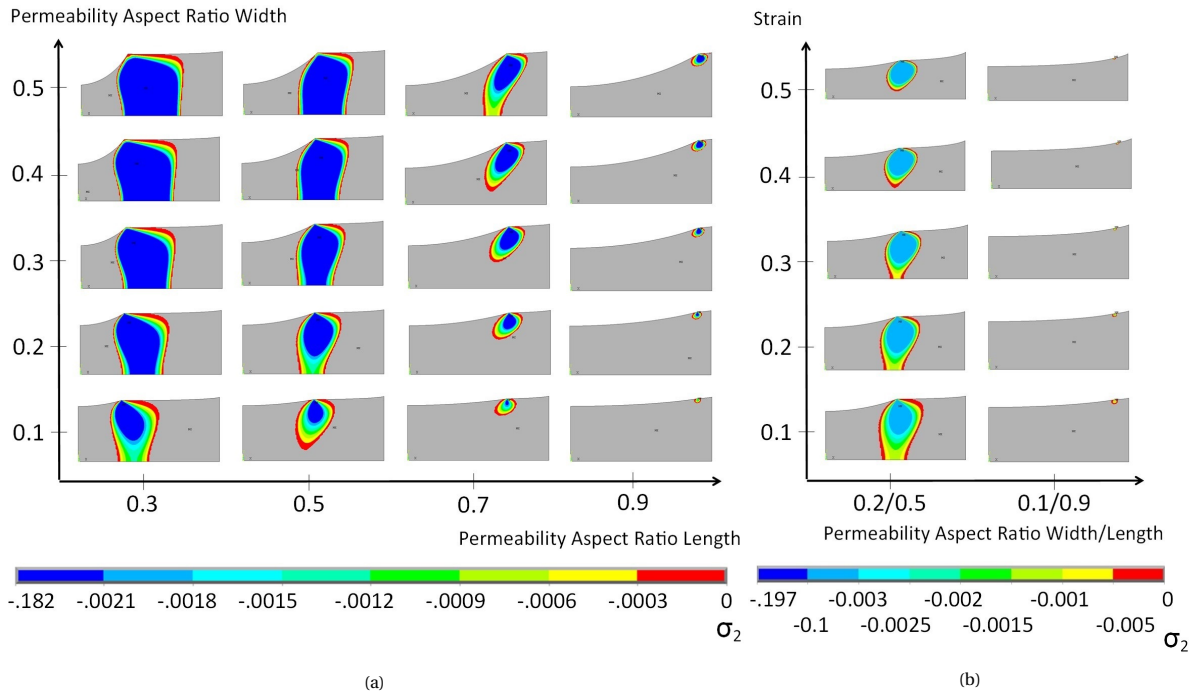 Permeability Aspect Ratio Width
0.5
0.4
0.3
0.2
0.1
0.3 0.5 0.7 0.9
Permeability Aspect Ratio Length
-.182 -.0021 -.0018 -.0015 -.0012 -.0009 -.0006 -.0003 0
σ2
(a)
Strain
0.5
0.4
0.3
0.2
0.1
0.2/0.5 0.1/0.9
Permeability Aspect Ratio Width/Length
-.197 -0.003 -0.002 -0.001 0
-0.1 -0.0025 -0.0015 -0.005
σ2
(b)